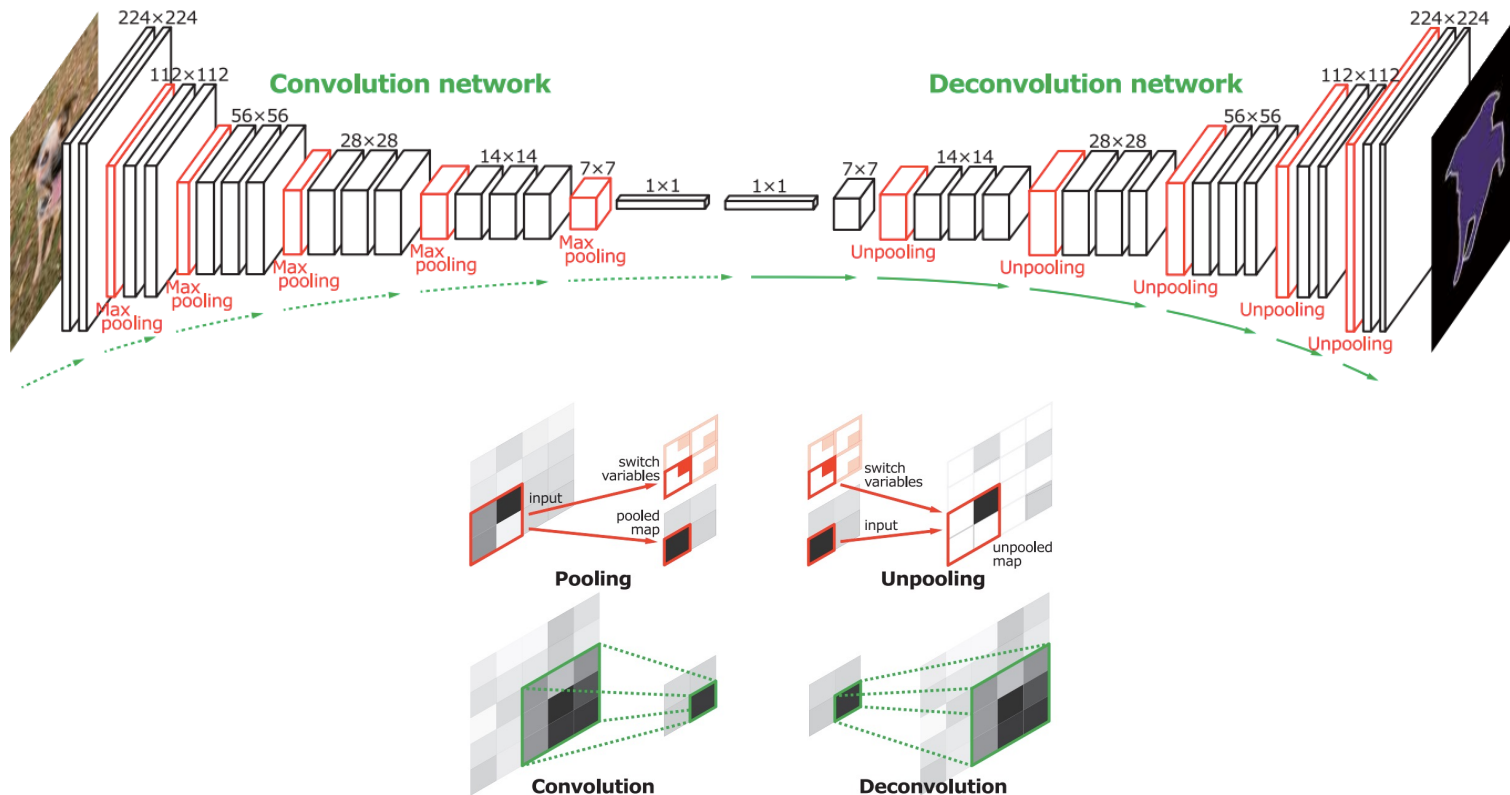 224×224
112×112
Convolution network
56×56
28×28
14×14
7×7
1×1
1×1
7×7
14×14
28×28
Deconvolution network
56×56
112×112
224×224
Max
pooling
Max
pooling
Max
pooling
Max
pooling
Max
pooling
Unpooling
Unpooling
Unpooling
Unpooling
Unpooling
switch
variables
input
pooled
map
Pooling
switch
variables
input
unpooled
map
Unpooling
Convolution
Deconvolution